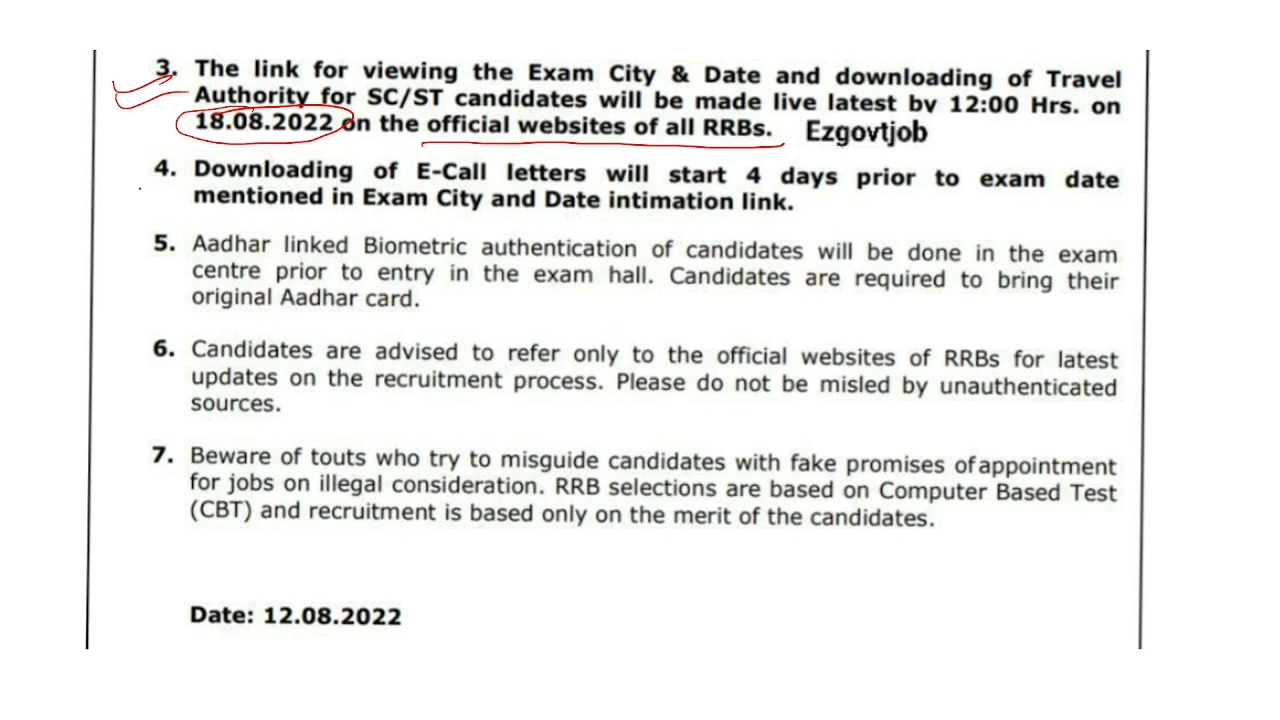 3. The link for viewing the Exam City & Date and downloading of Travel
Authority for SC/ST candidates will be made live latest by 12:00 Hrs. on
18.08.2022 on the official websites of all RRBs. Ezgovtjob
4. Downloading of E-Call letters will start 4 days prior to exam date
mentioned in Exam City and Date intimation link.
5. Aadhar linked Biometric authentication of candidates will be done in the exam
centre prior to entry in the exam hall. Candidates are required to bring their
original Aadhar card.
6. Candidates are advised to refer only to the official websites of RRBs for latest
updates on the recruitment process. Please do not be misled by unauthenticated
sources.
7. Beware of touts who try to misguide candidates with fake promises of appointment
for jobs on illegal consideration. RRB selections are based on Computer Based Test
(CBT) and recruitment is based only on the merit of the candidates.
Date: 12.08.2022